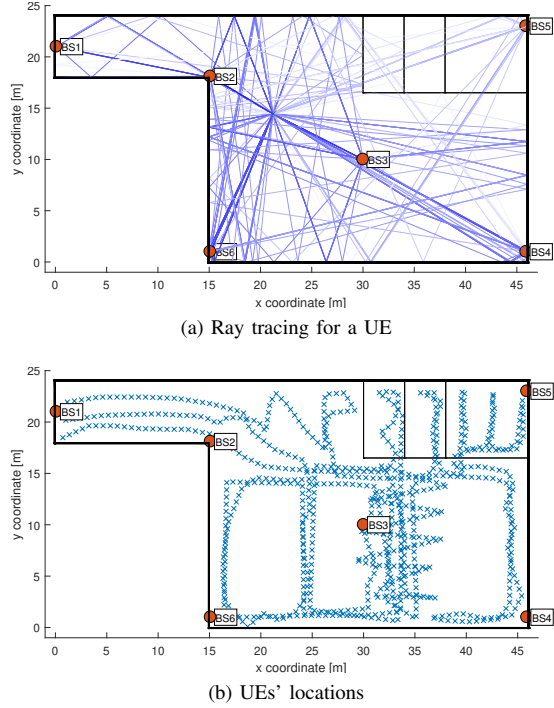 25
20
15
10
5
0
y coordinate [m]
BS1
BS2
BS3
BS4
BS5
BS6
0 5 10 15 20 25 30 35 40 45
x coordinate [m]
(a) Ray tracing for a UE
25
20
15
10
5
0
y coordinate [m]
BS1
BS2
BS3
BS4
BS5
BS6
0 5 10 15 20 25 30 35 40 45
x coordinate [m]
(b) UEs' locations